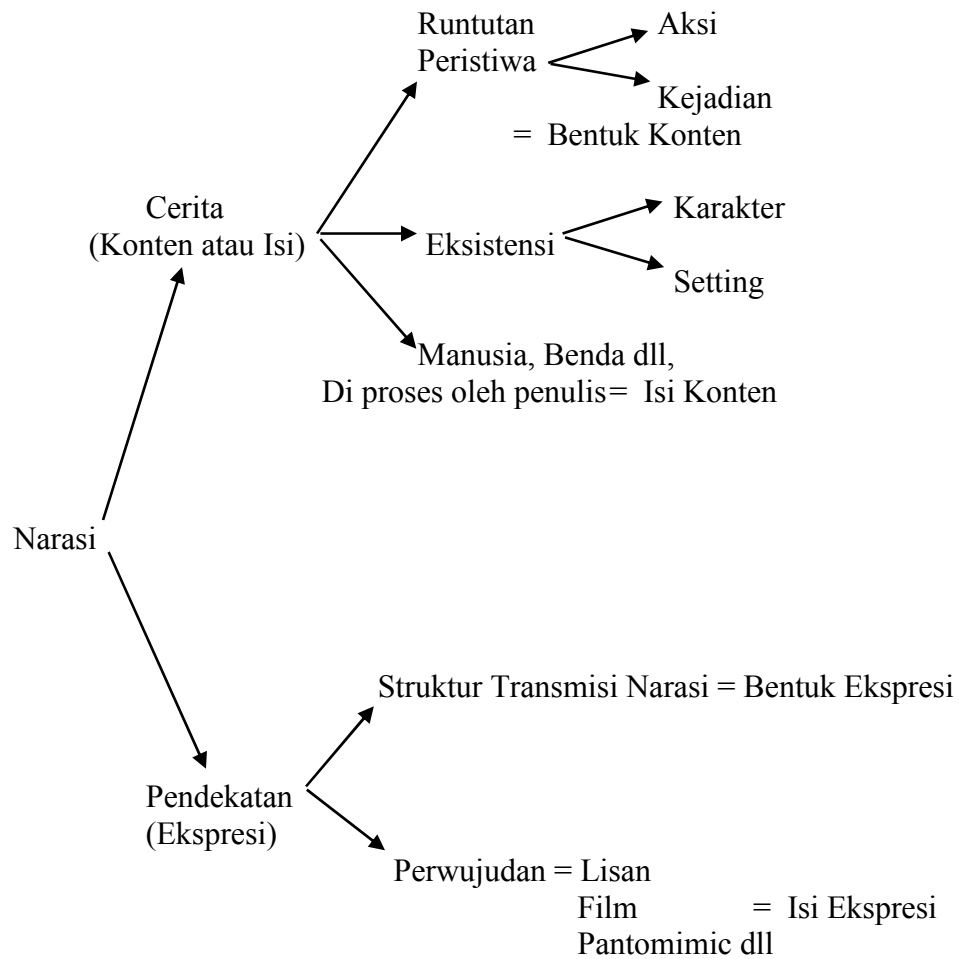 Runtutan
Peristiwa
Aksi
Kejadian
= Bentuk Konten
Cerita
(Konten atau Isi)
Eksistensi
Karakter
Setting
Manusia, Benda dll,
Di proses oleh penulis= Isi Konten
Narasi
Struktur Transmisi Narasi = Bentuk Ekspresi
Pendekatan
(Ekspresi)
Perwujudan = Lisan
Film = Isi Ekspresi
Pantomimic dll